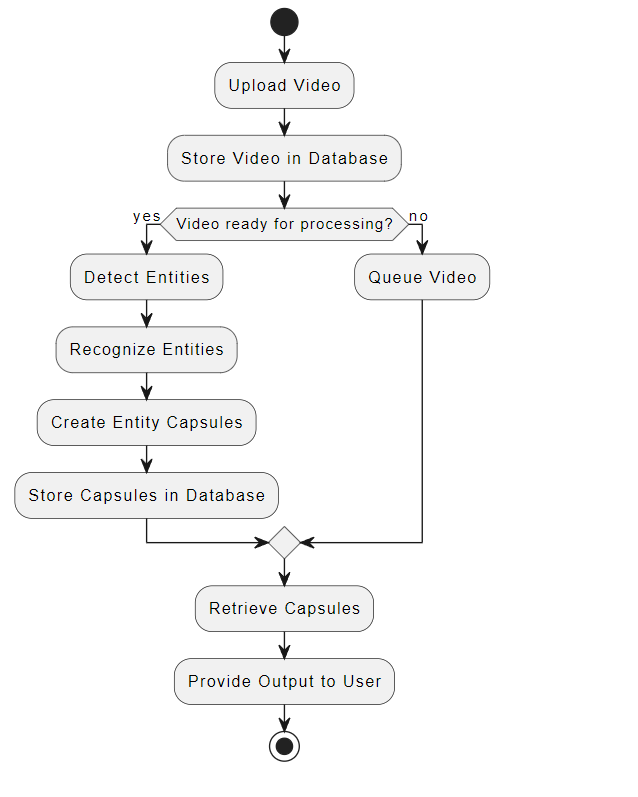 Upload Video
Store Video in Database
yes
Video ready for processing?
no
Detect Entities
Queue Video
Recognize Entities
Create Entity Capsules
Store Capsules in Database
Retrieve Capsules
Provide Output to User